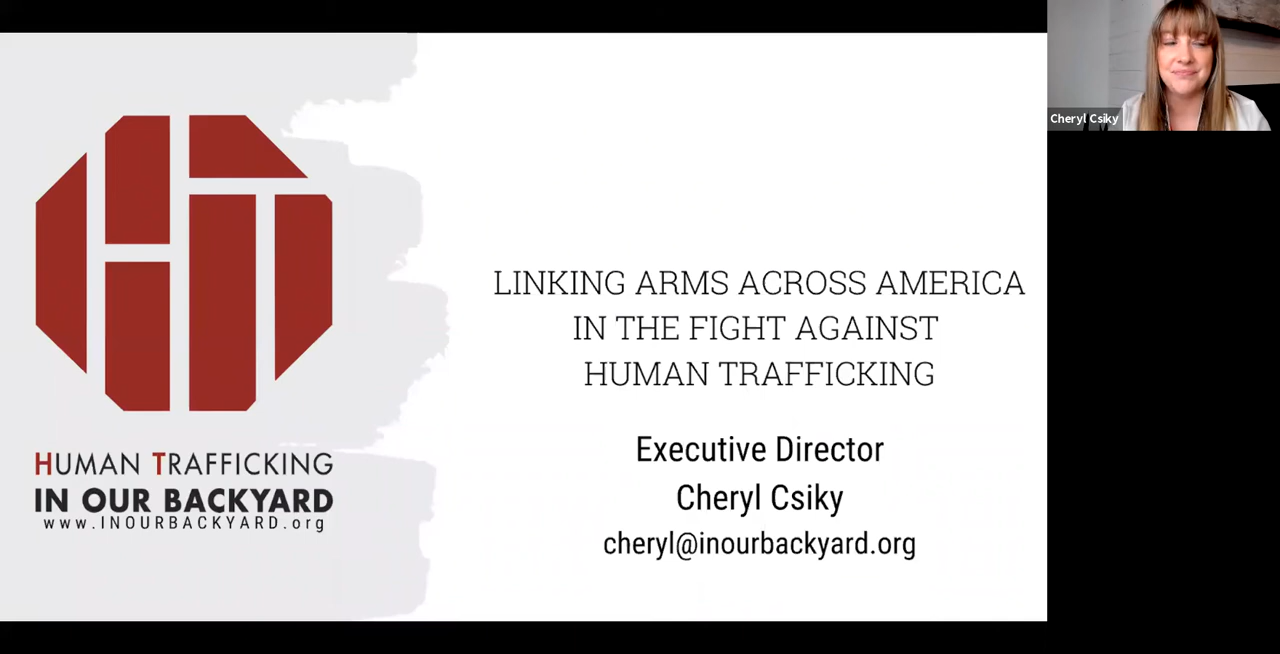 HUMAN TRAFFICKING
IN OUR BACKYARD
www.INOURBACKYARD.org
LINKING ARMS ACROSS AMERICA
IN THE FIGHT AGAINST
HUMAN TRAFFICKING
Executive Director
Cheryl Csiky
cheryl@inourbackyard.org
Cheryl Csiky